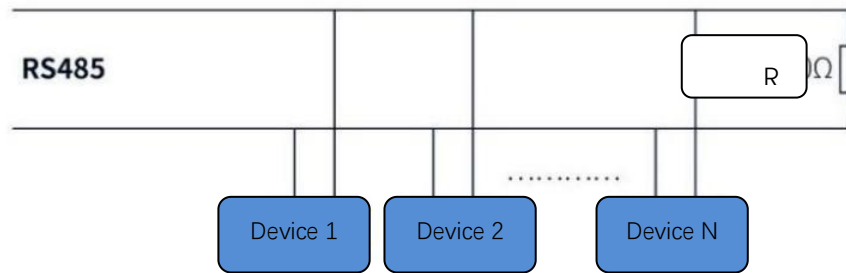 RS485
R
Ω
Device 1
Device 2
…………
Device N